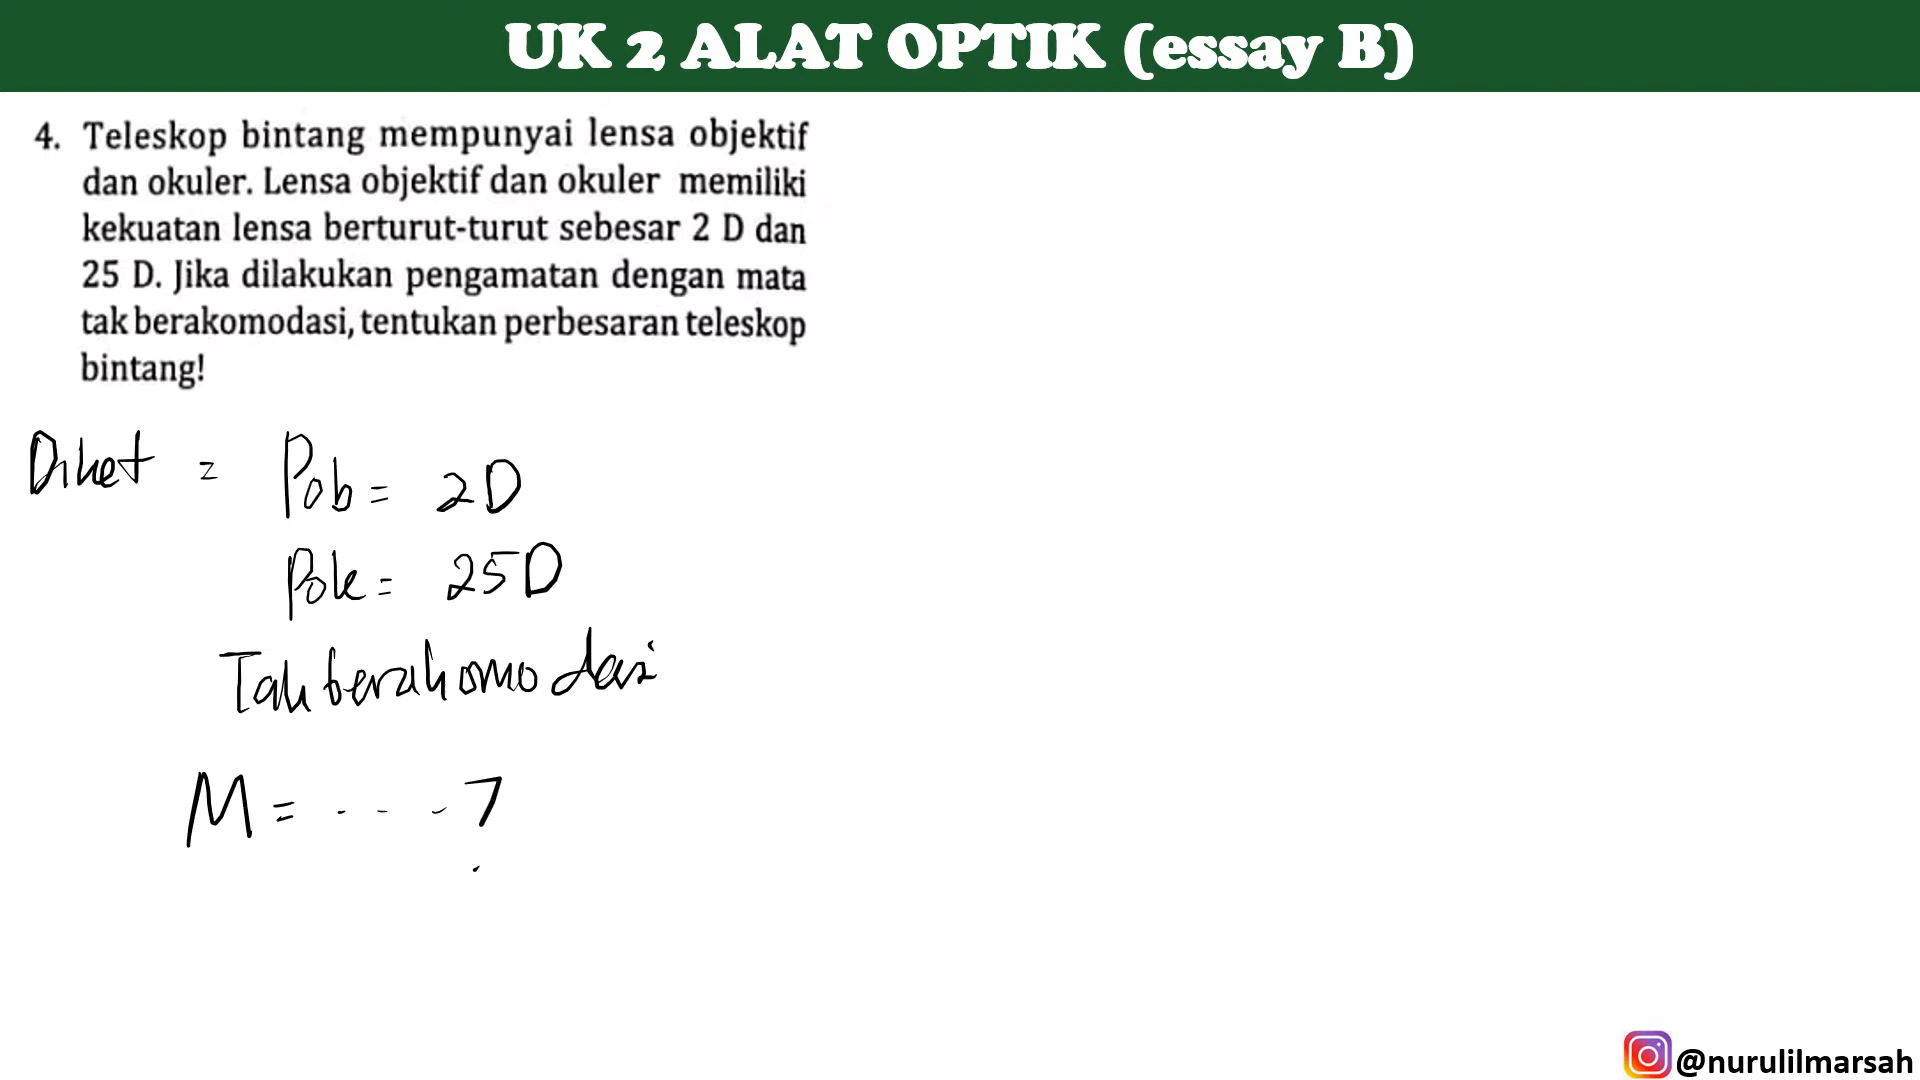 UK 2 ALAT OPTIK (essay B)
4. Teleskop bintang mempunyai lensa objektif
dan okuler. Lensa objektif dan okuler memiliki
kekuatan lensa berturut-turut sebesar 2 D dan
25 D. Jika dilakukan pengamatan dengan mata
tak berakomodasi, tentukan perbesaran teleskop
bintang!
Diket = Pob = 2D
Pok = 25D
Tak berakomodasi
M = .... ?
@nurulilmarsah